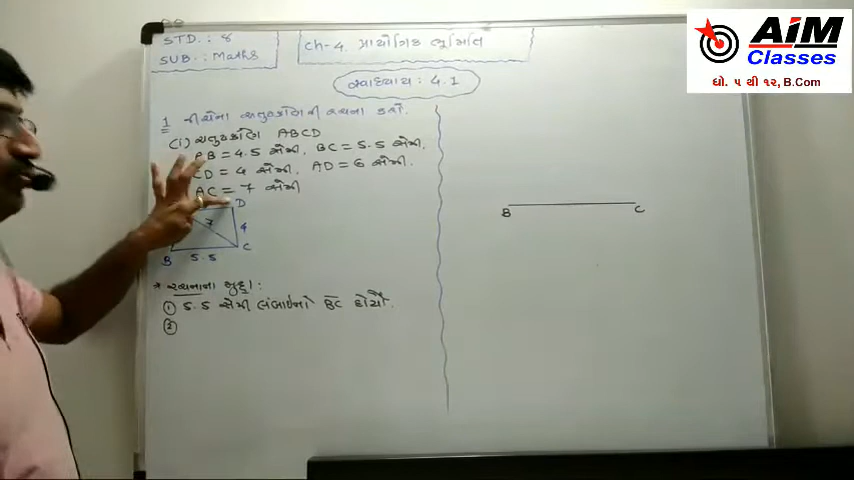 STD. : 8
SUB. : Maths
Ch-4. પ્રાયોગિક ભૂમિતિ
સ્વાધ્યાય : 4.1
1 નીચેના ચતુષ્કોણની રચના કરો.
(i) ચતુષ્કોણ ABCD
AB = 4.5 સેમી, BC = 5.5 સેમી,
CD = 4 સેમી, AD = 6 સેમી.
AC = 7 સેમી
D
7
4
B
5.5
C
* રચનાના મુદ્દા :
① 5.5 સેમી લંબાઈનો BC દોર્યો.
②
B
C
AiM
Classes
ધો. ૫ થી ૧૨, B.Com